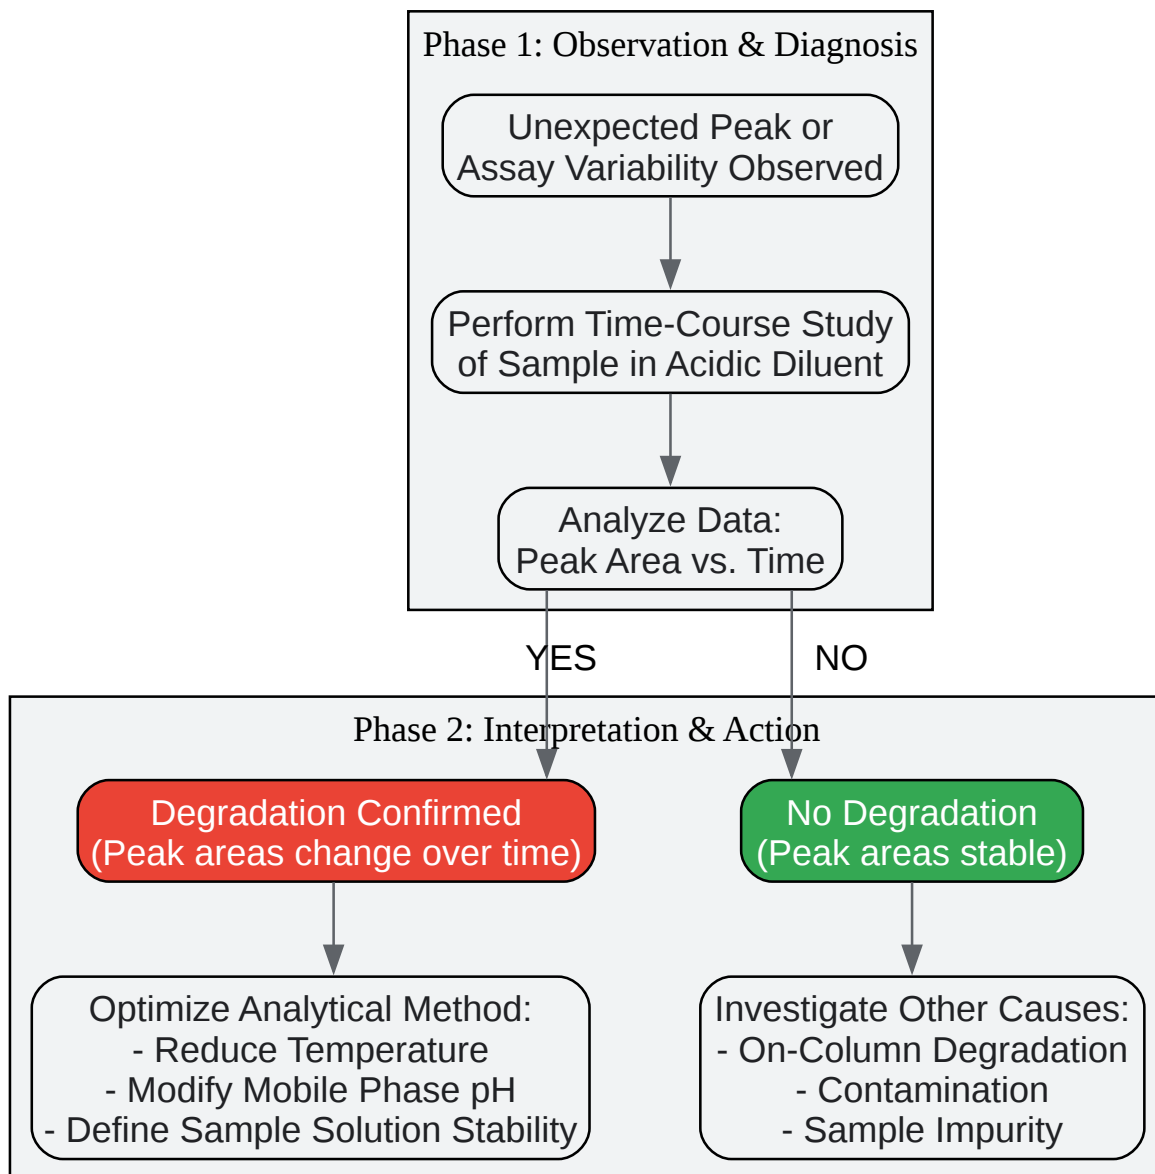 Phase 1: Observation & Diagnosis
Unexpected Peak or
Assay Variability Observed
Perform Time-Course Study
of Sample in Acidic Diluent
Analyze Data:
Peak Area vs. Time
YES
NO
Phase 2: Interpretation & Action
Degradation Confirmed
(Peak areas change over time)
No Degradation
(Peak areas stable)
Optimize Analytical Method:
- Reduce Temperature
- Modify Mobile Phase pH
- Define Sample Solution Stability
Investigate Other Causes:
- On-Column Degradation
- Contamination
- Sample Impurity